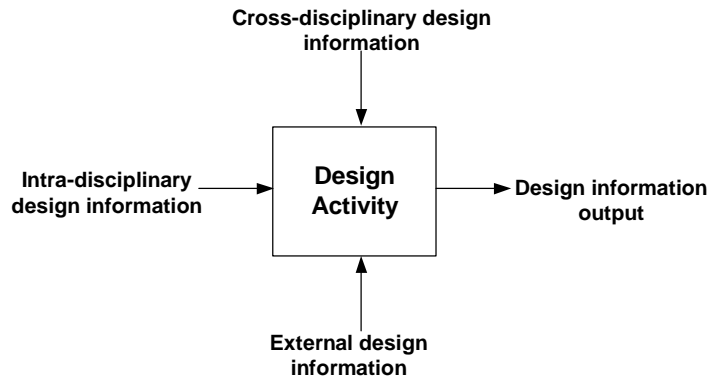 Cross-disciplinary design
information
Intra-disciplinary
design information
Design
Activity
Design information
output
External design
information